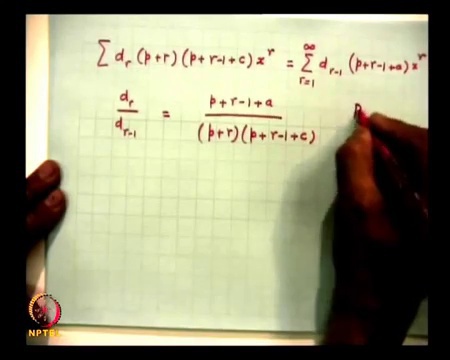 ∑ d_r (p+r) (p+r-1+c) x^r = ∑_{r=1}^{∞} d_{r-1} (p+r-1+a) x^r
d_r / d_{r-1} = (p+r-1+a) / ((p+r)(p+r-1+c)) p
NPTEL